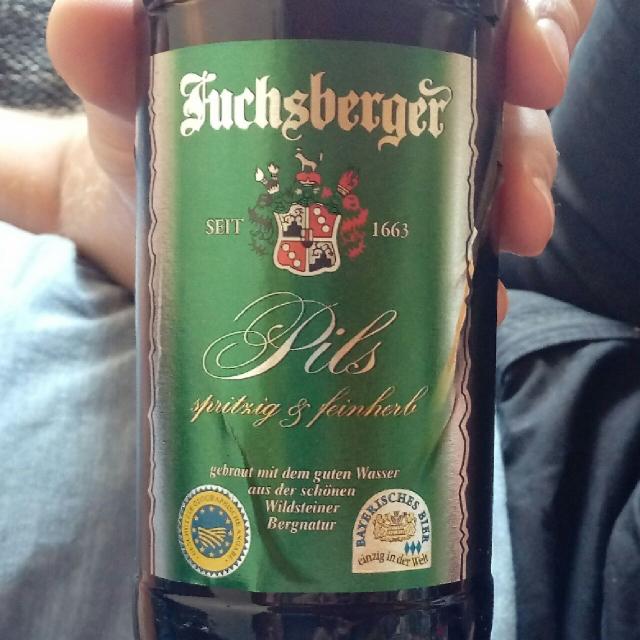 Fuchsberger
SEIT 1663
Pils
spritzig & feinherb
gebraut mit dem guten Wasser
aus der schönen
Wildsteiner
Bergnatur
BAYERISCHES BIER
einzig in der Welt